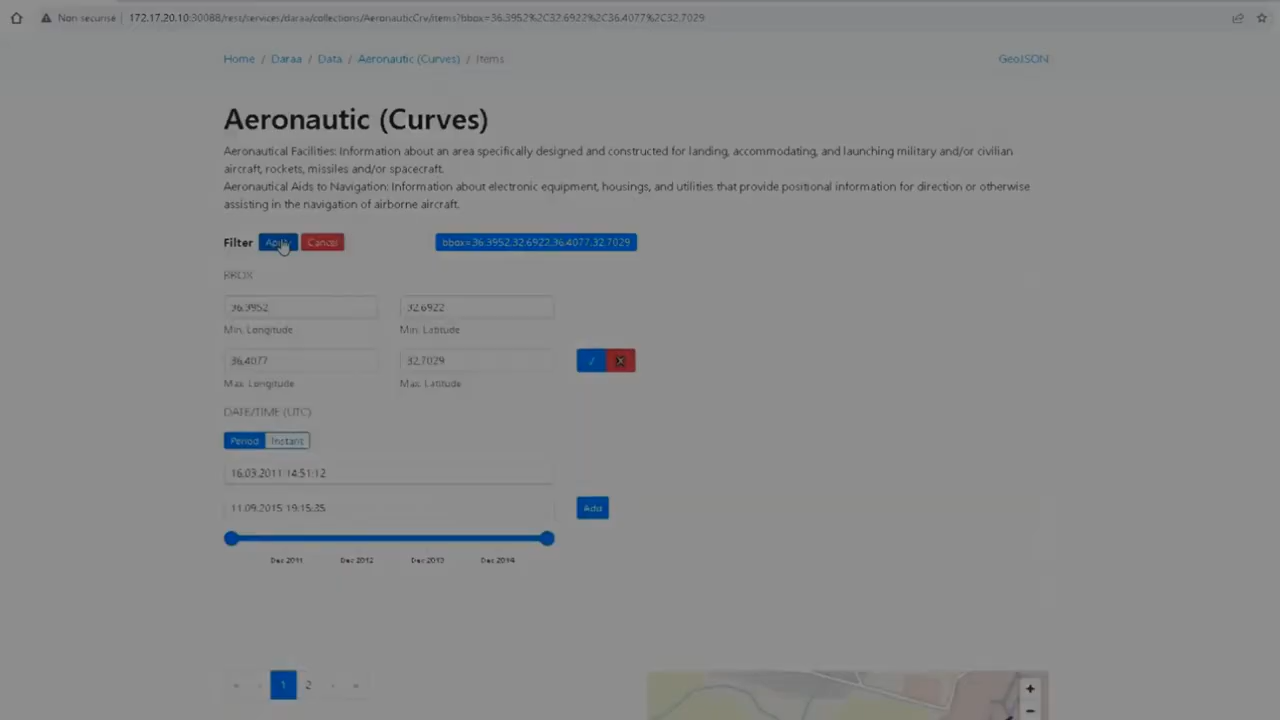 Non sécurisé 172.17.20.10:30088/rest/services/daraa/collections/AeronauticCrv/items?bbox=36.3952%2C32.6922%2C36.4077%2C32.7029
Home / Daraa / Data / Aeronautic (Curves) / Items
GeoJSON
Aeronautic (Curves)
Aeronautical Facilities: Information about an area specifically designed and constructed for landing, accommodating, and launching military and/or civilian
aircraft, rockets, missiles and/or spacecraft.
Aeronautical Aids to Navigation: Information about electronic equipment, housings, and utilities that provide positional information for direction or otherwise
assisting in the navigation of airborne aircraft.
Filter Apply Cancel bbox=36.3952,32.6922,36.4077,32.7029
BBOX
36.3952 32.6922
Min. Longitude Min. Latitude
36.4077 32.7029
Max. Longitude Max. Latitude
DATE/TIME (UTC)
Period Instant
16.03.2011 14:51:12
11.09.2015 19:15:35 Add
Dec 2011 Dec 2012 Dec 2013 Dec 2014
« ‹ 1 2 › »
+
−